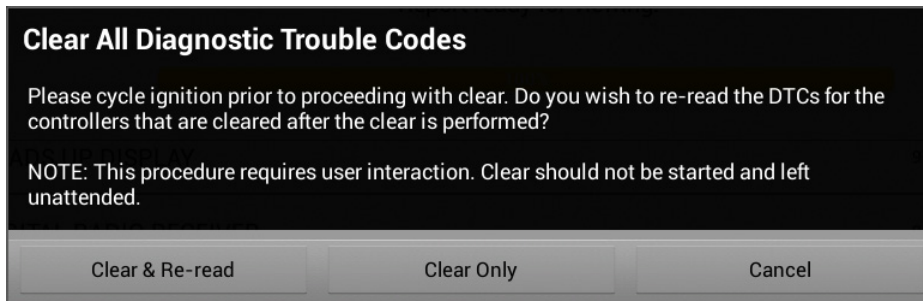 Clear All Diagnostic Trouble Codes
Please cycle ignition prior to proceeding with clear. Do you wish to re-read the DTCs for the
controllers that are cleared after the clear is performed?
NOTE: This procedure requires user interaction. Clear should not be started and left
unattended.
Clear & Re-read
Clear Only
Cancel